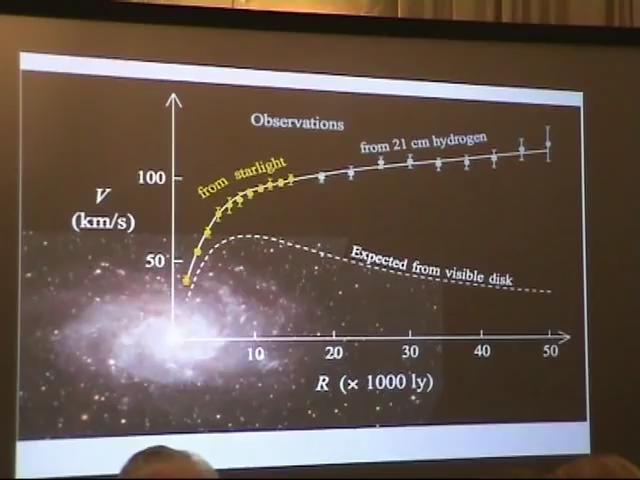 Observations
from 21 cm hydrogen
from starlight
100
V
(km/s)
50
Expected from visible disk
10
20
30
40
50
R (× 1000 ly)